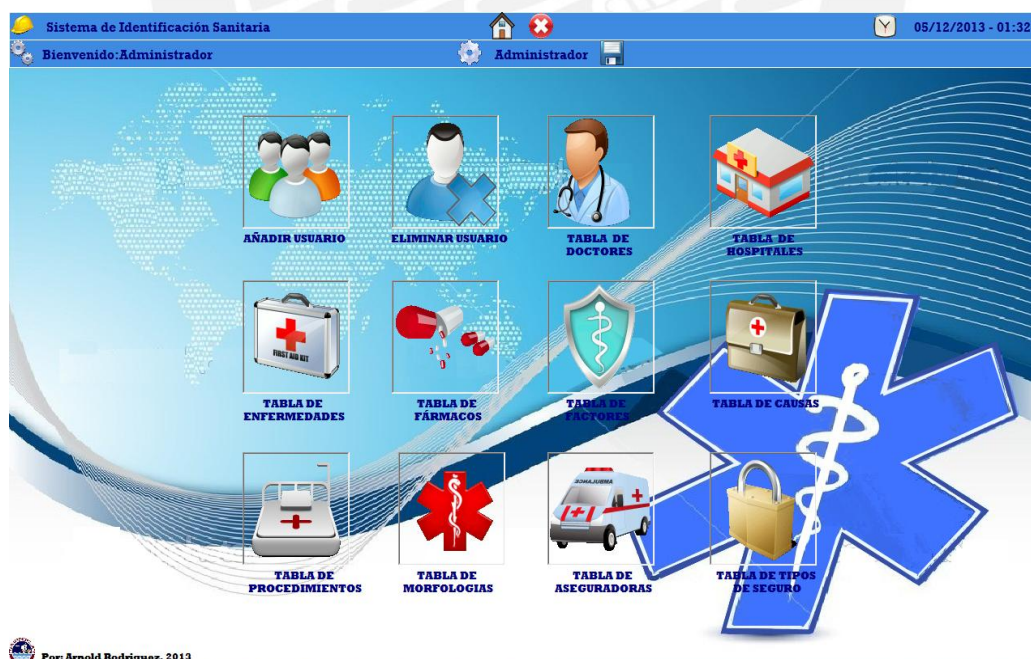 Sistema de Identificación Sanitaria
05/12/2013 - 01:32
Bienvenido:Administrador
Administrador
AÑADIR USUARIO
ELIMINAR USUARIO
TABLA DE
DOCTORES
TABLA DE
HOSPITALES
FIRST AID KIT
TABLA DE
ENFERMEDADES
TABLA DE
FÁRMACOS
TABLA DE
FACTORES
TABLA DE CAUSAS
AMBULANCE
TABLA DE
PROCEDIMIENTOS
TABLA DE
MORFOLOGIAS
TABLA DE
ASEGURADORAS
TABLA DE TIPOS
DE SEGURO
Por: Arnold Rodriguez, 2013